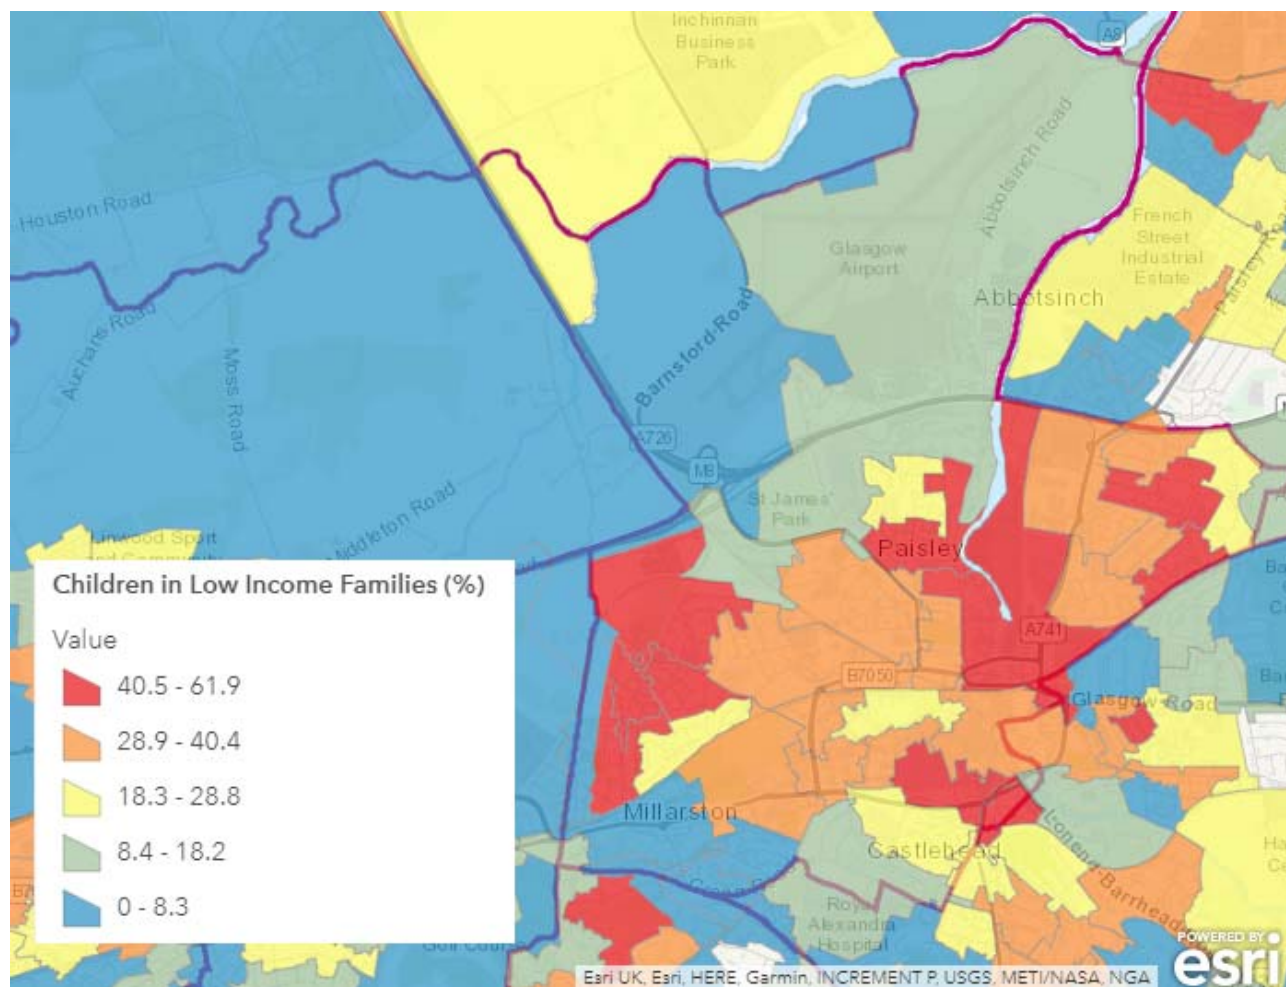 Inchinnan
Business
Park
A8
Houston Road
Abbotsinch Road
French
Street
Industrial
Estate
Glasgow
Airport
Abbotsinch
Auchans Road
Moss Road
Barnsford Road
A726
M8
St James'
Park
Middleton Road
Linwood Sport
Paisley
A741
B7050
Glasgow Road
Millarston
Castlehead
Royal
Alexandra
Hospital
Children in Low Income Families (%)
Value
40.5 - 61.9
28.9 - 40.4
18.3 - 28.8
8.4 - 18.2
0 - 8.3
POWERED BY
esri
Esri UK, Esri, HERE, Garmin, INCREMENT P, USGS, METI/NASA, NGA